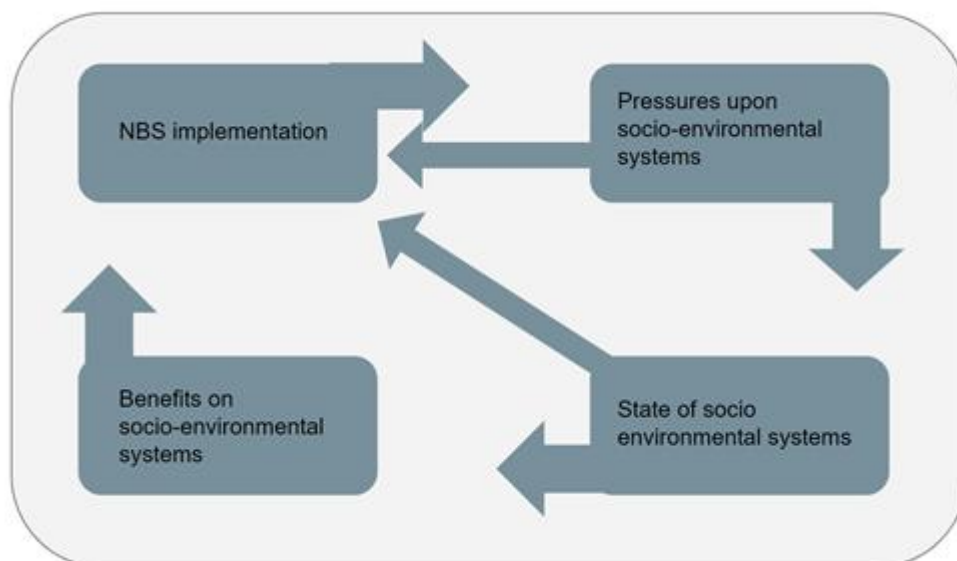 NBS implementation
Pressures upon
socio-environmental
systems
Benefits on
socio-environmental
systems
State of socio
environmental systems